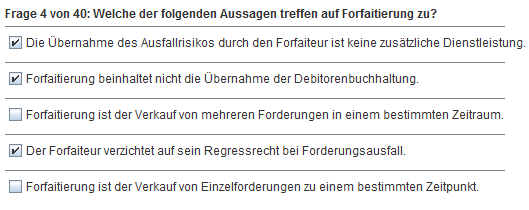 Frage 4 von 40: Welche der folgenden Aussagen treffen auf Forfaitierung zu?
Die Übernahme des Ausfallrisikos durch den Forfaiteur ist keine zusätzliche Dienstleistung.
Forfaitierung beinhaltet nicht die Übernahme der Debitorenbuchhaltung.
Forfaitierung ist der Verkauf von mehreren Forderungen in einem bestimmten Zeitraum.
Der Forfaiteur verzichtet auf sein Regressrecht bei Forderungsausfall.
Forfaitierung ist der Verkauf von Einzelforderungen zu einem bestimmten Zeitpunkt.